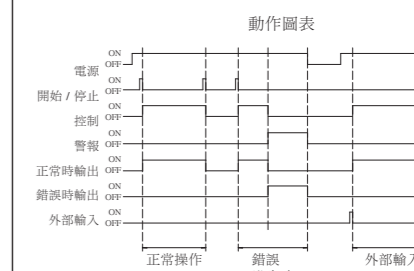 動作圖表
ON
電源 OFF
ON
開始 / 停止 OFF
ON
控制 OFF
ON
警報 OFF
ON
正常時輸出 OFF
ON
錯誤時輸出 OFF
ON
外部輸入 OFF
正常操作 錯誤 外部輸入